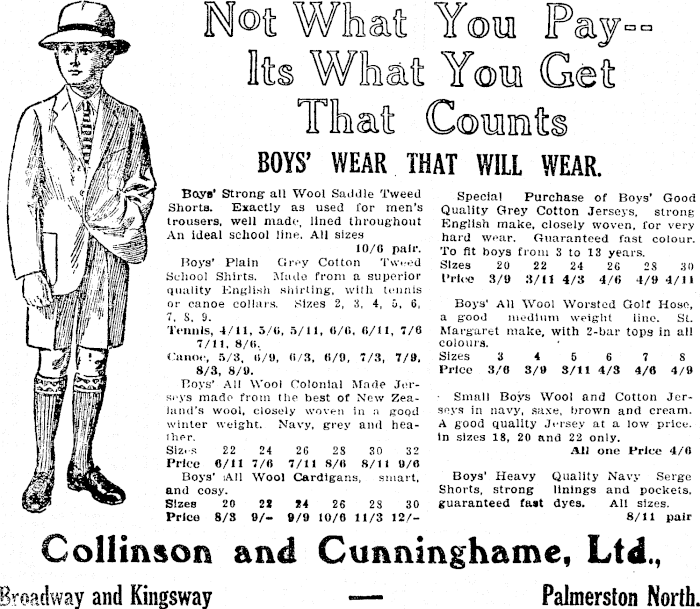 Not What You Pay--
Its What You Get
That Counts
BOYS' WEAR THAT WILL WEAR.
Boys' Strong all Wool Saddle Tweed
Shorts. Exactly as used for men's
trousers, well made, lined throughout
An ideal school line. All sizes
10/6 pair.
Boys' Plain Grey Cotton Tweed
School Shirts. Made from a superior
quality English shirting, with tennis
or canoe collars. Sizes 2, 3, 4, 5, 6,
7, 8, 9.
Tennis, 4/11, 5/6, 5/11, 6/6, 6/11, 7/6
7/11, 8/6.
Canoe, 5/3, 6/9, 6/3, 6/9, 7/3, 7/9,
8/3, 8/9.
Boys' All Wool Colonial Made Jer-
seys made from the best of New Zea-
land's wool, closely woven in a good
winter weight. Navy, grey and hea-
ther.
Sizes 22 24 26 28 30 32
Price 6/11 7/6 7/11 8/6 8/11 9/6
Boys' All Wool Cardigans, smart,
and cosy.
Sizes 20 22 24 26 28 30
Price 8/3 9/- 9/9 10/6 11/3 12/-
Special Purchase of Boys' Good
Quality Grey Cotton Jerseys, strong
English make, closely woven, for very
hard wear. Guaranteed fast colour.
To fit boys from 3 to 13 years.
Sizes 20 22 24 26 28 30
Price 3/9 3/11 4/3 4/6 4/9 4/11
Boys' All Wool Worsted Golf Hose,
a good medium weight line. St.
Margaret make, with 2-bar tops in all
colours.
Sizes 3 4 5 6 7 8
Price 3/6 3/9 3/11 4/3 4/6 4/9
Small Boys Wool and Cotton Jer-
seys in navy, saxe, brown and cream.
A good quality Jersey at a low price.
in sizes 18, 20 and 22 only.
All one Price 4/6
Boys' Heavy Quality Navy Serge
Shorts, strong linings and pockets,
guaranteed fast dyes. All sizes.
8/11 pair
Collinson and Cunninghame, Ltd.,
Broadway and Kingsway — Palmerston North.